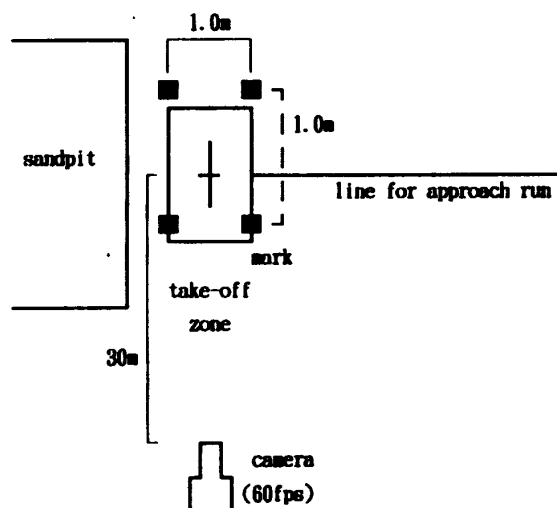 1.0m
1.0m
sandpit
line for approach run
mark
take-off
zone
30m
camera
(60fps)